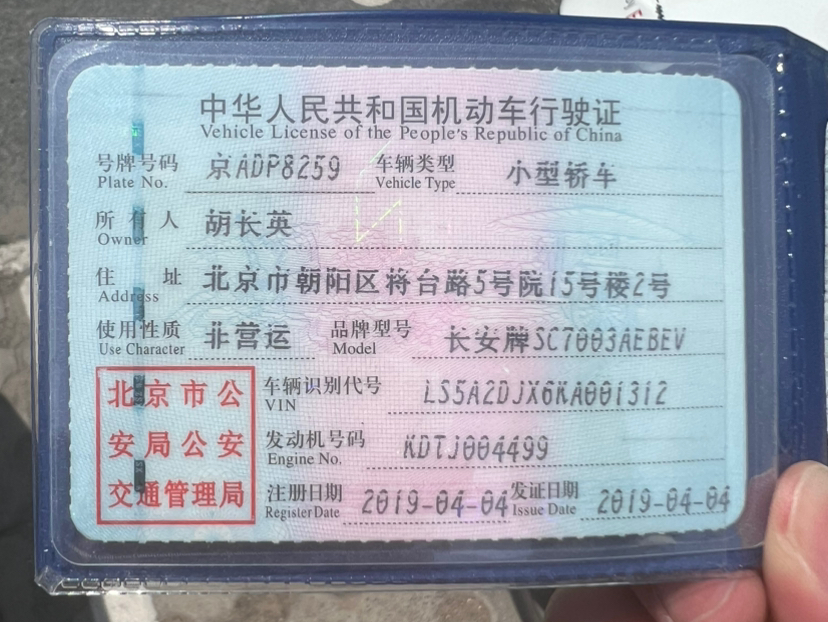 中华人民共和国机动车行驶证
Vehicle License of the People's Republic of China
号牌号码 京ADP8259 车辆类型 小型轿车
Plate No. Vehicle Type
所有人 胡长英
Owner
住址 北京市朝阳区将台路5号院15号楼2号
Address
使用性质 非营运 品牌型号 长安牌SC7003AEBEV
Use Character Model
北京市公安局公安交通管理局
车辆识别代号 LS5A2DJX6KA001312
VIN
发动机号码 KDTJ004499
Engine No.
注册日期 2019-04-04 发证日期 2019-04-04
Register Date Issue Date